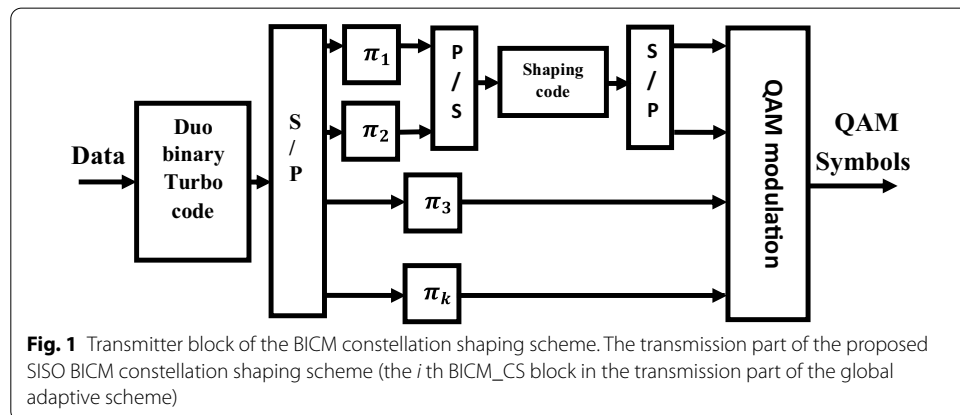 Data
Duo
binary
Turbo
code
S
/
P
π1
π2
π3
πk
P
/
S
Shaping
code
S
/
P
QAM modulation
QAM
Symbols
Fig. 1 Transmitter block of the BICM constellation shaping scheme. The transmission part of the proposed
SISO BICM constellation shaping scheme (the i th BICM_CS block in the transmission part of the global
adaptive scheme)